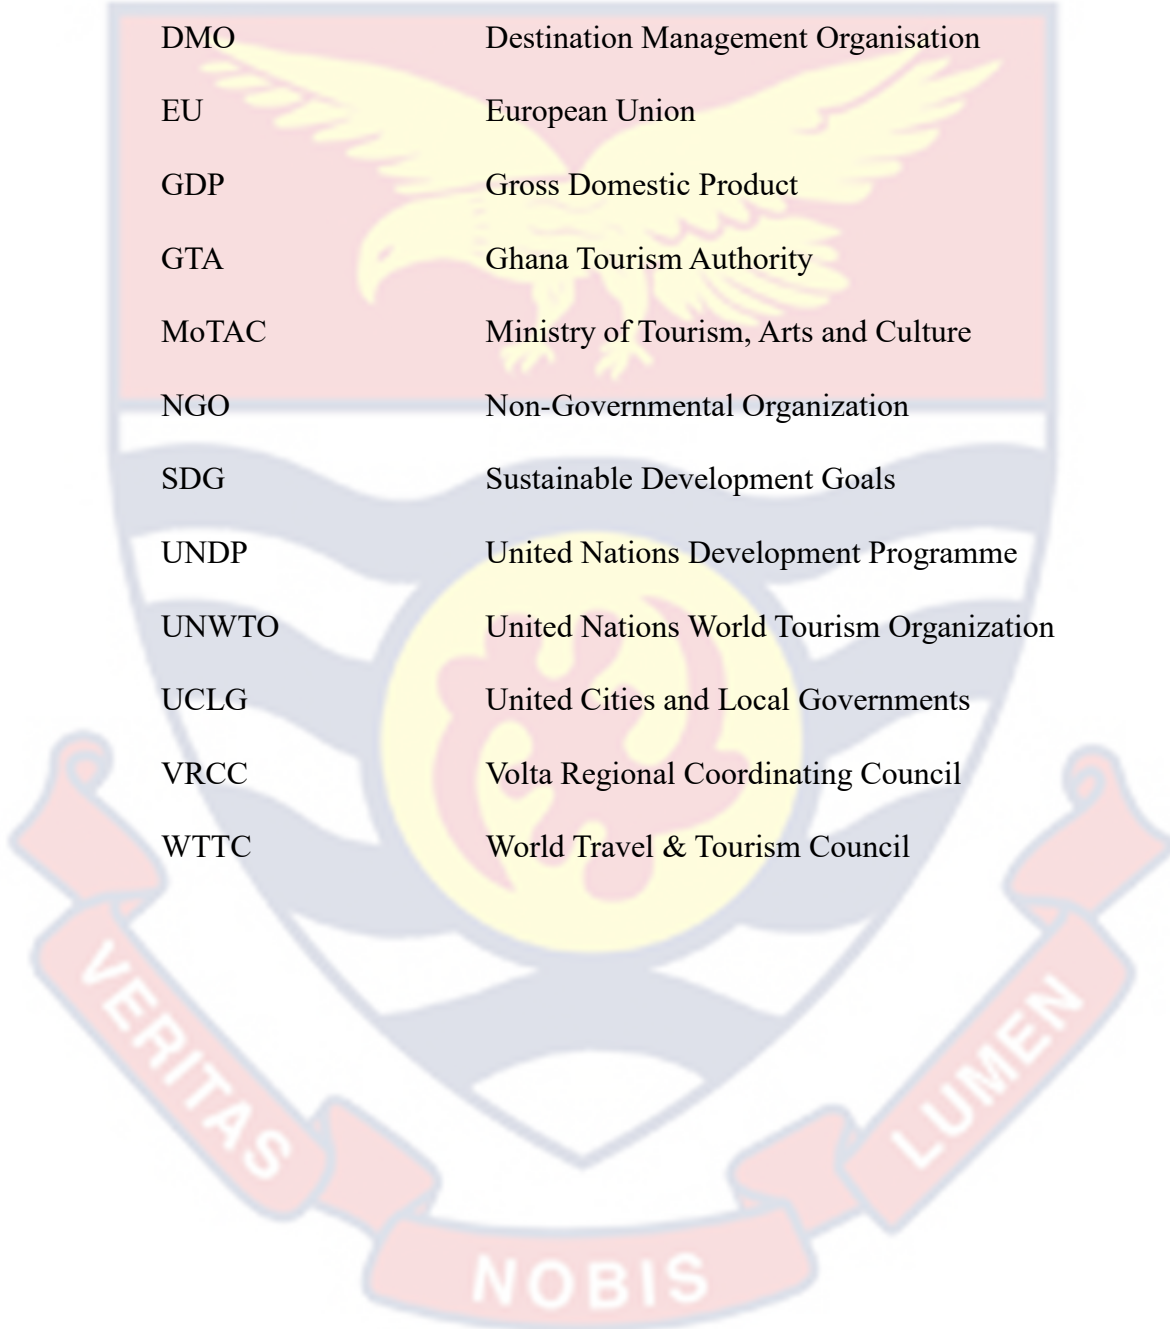 DMO Destination Management Organisation
EU European Union
GDP Gross Domestic Product
GTA Ghana Tourism Authority
MoTAC Ministry of Tourism, Arts and Culture
NGO Non-Governmental Organization
SDG Sustainable Development Goals
UNDP United Nations Development Programme
UNWTO United Nations World Tourism Organization
UCLG United Cities and Local Governments
VRCC Volta Regional Coordinating Council
WTTC World Travel & Tourism Council
VERITAS
NOBIS
LUMEN